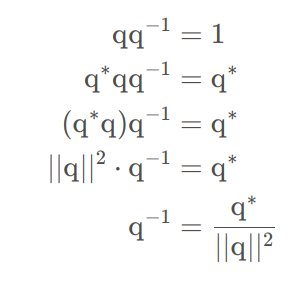 qq⁻¹ = 1
q*qq⁻¹ = q*
(q*q)q⁻¹ = q*
||q||² · q⁻¹ = q*
q⁻¹ = q* / ||q||²